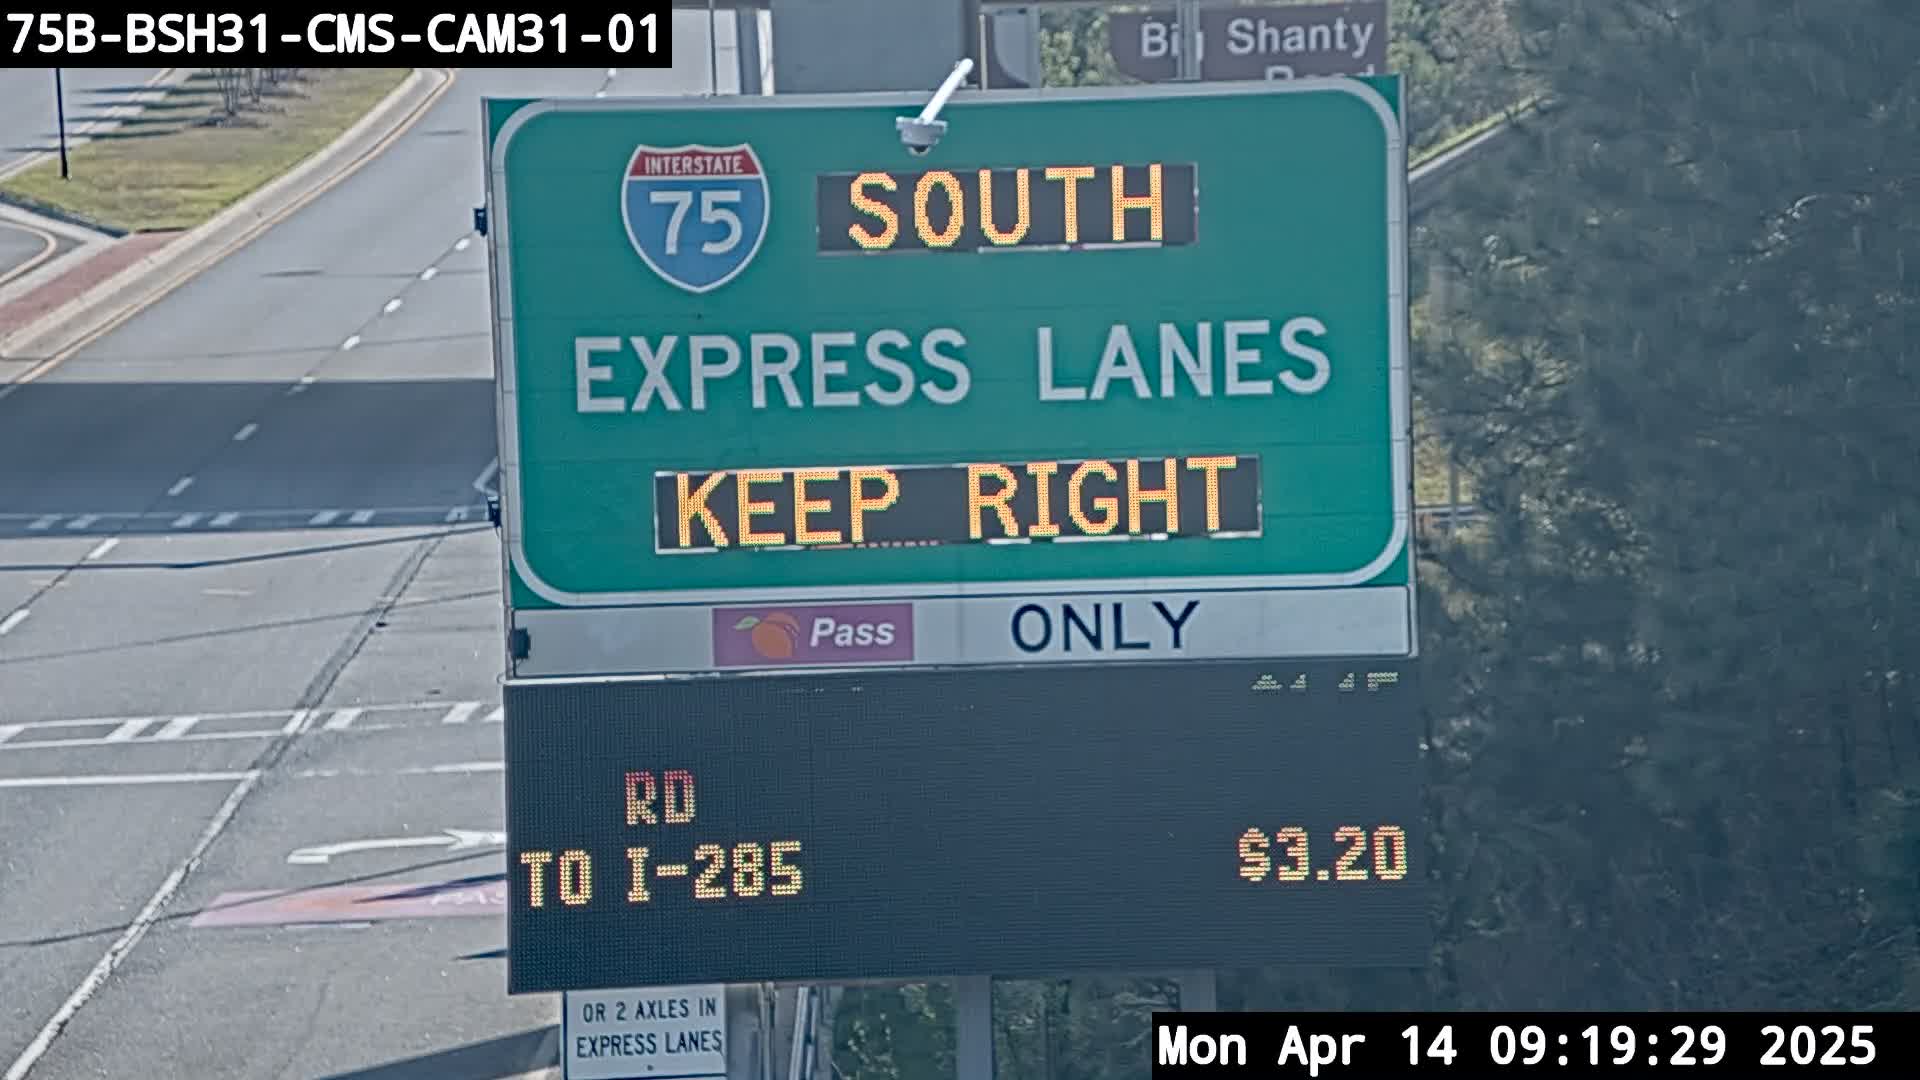 75B-BSH31-CMS-CAM31-01
Big Shanty
Road
INTERSTATE
75
SOUTH
EXPRESS LANES
KEEP RIGHT
Pass ONLY
RD
TO I-285 $3.20
OR 2 AXLES IN
EXPRESS LANES
Mon Apr 14 09:19:29 2025